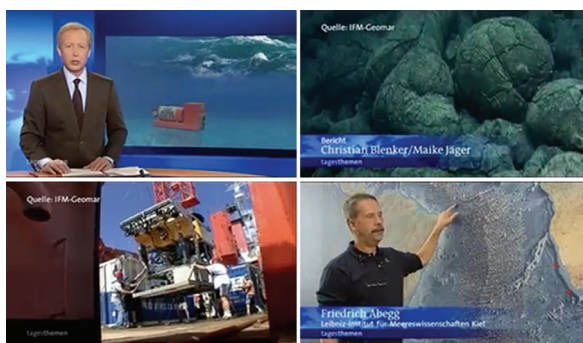 Quelle: IFM-Geomar
Bericht
Christian Blenker/Maike Jäger
tagesthemen
Quelle: IFM-Geomar
tagesthemen
Friedrich Abegg
Leibniz-Institut für Meereswissenschaften Kiel
tagesthemen